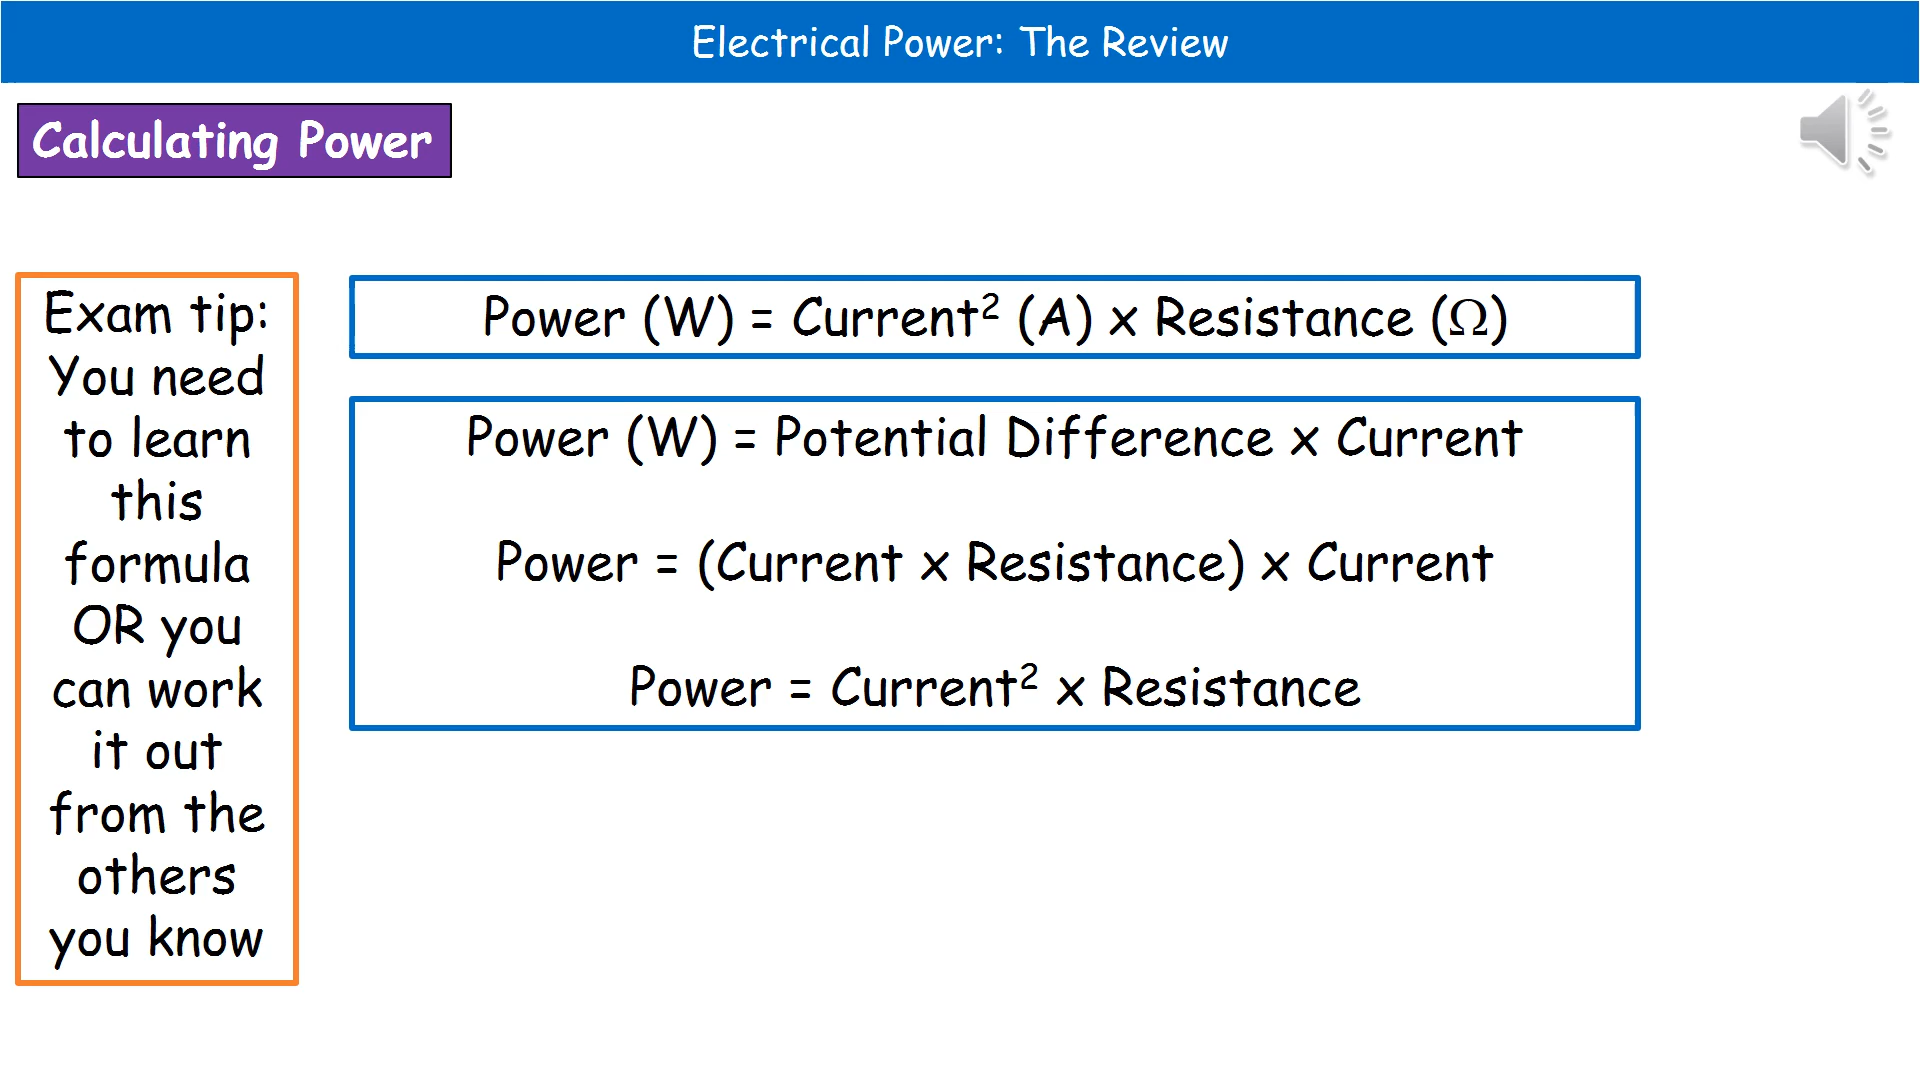 Electrical Power: The Review
Calculating Power
Exam tip:
You need
to learn
this
formula
OR you
can work
it out
from the
others
you know
Power (W) = Current² (A) x Resistance (Ω)
Power (W) = Potential Difference x Current
Power = (Current x Resistance) x Current
Power = Current² x Resistance